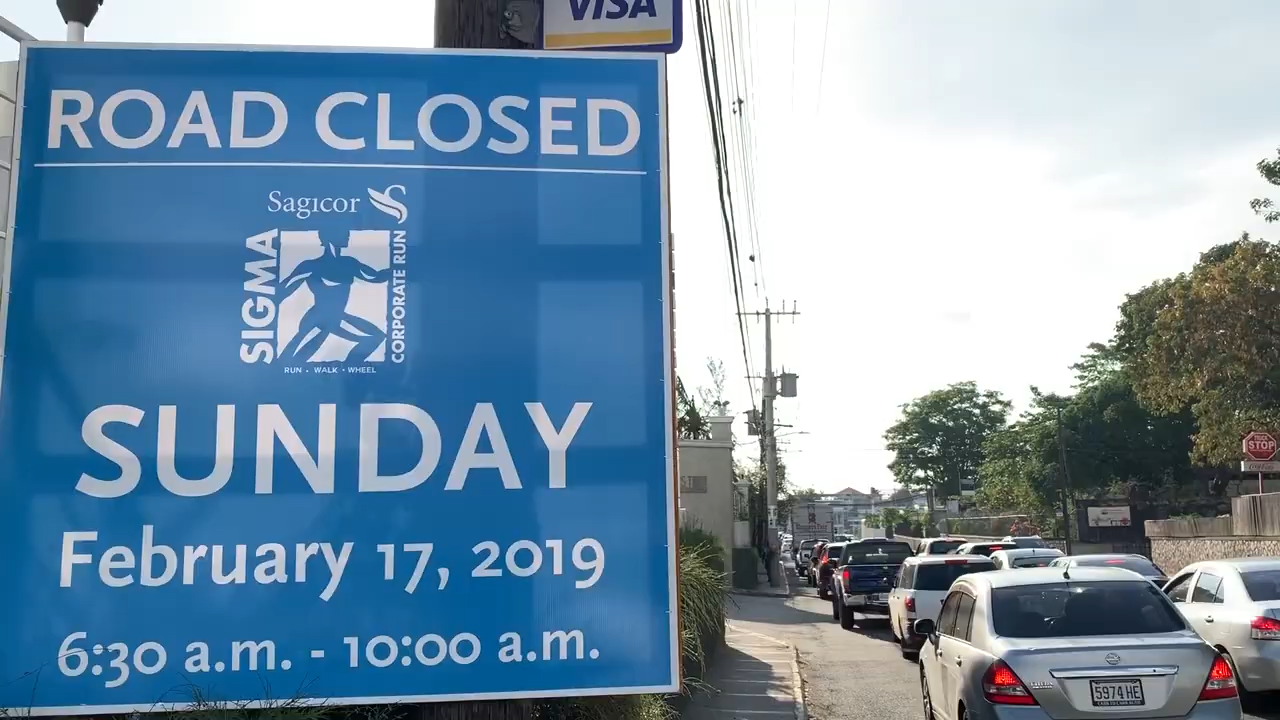 VISA
ROAD CLOSED
Sagicor
SIGMA
CORPORATE RUN
RUN • WALK • WHEEL
SUNDAY
February 17, 2019
6:30 a.m. - 10:00 a.m.
STOP
5974 HE